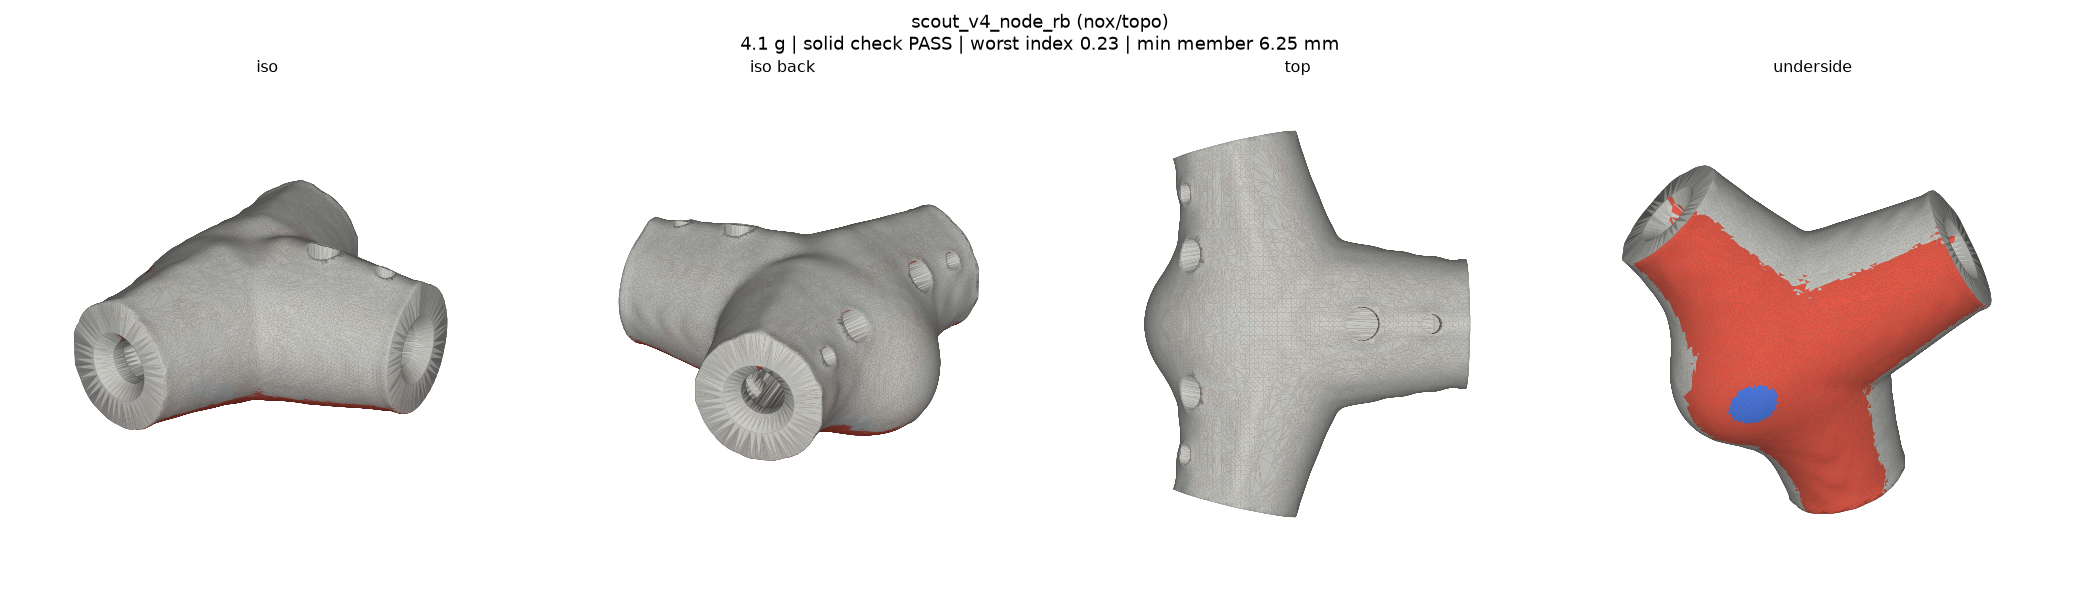 scout_v4_node_rb (nox/topo)
4.1 g | solid check PASS | worst index 0.23 | min member 6.25 mm
iso
iso back
top
underside